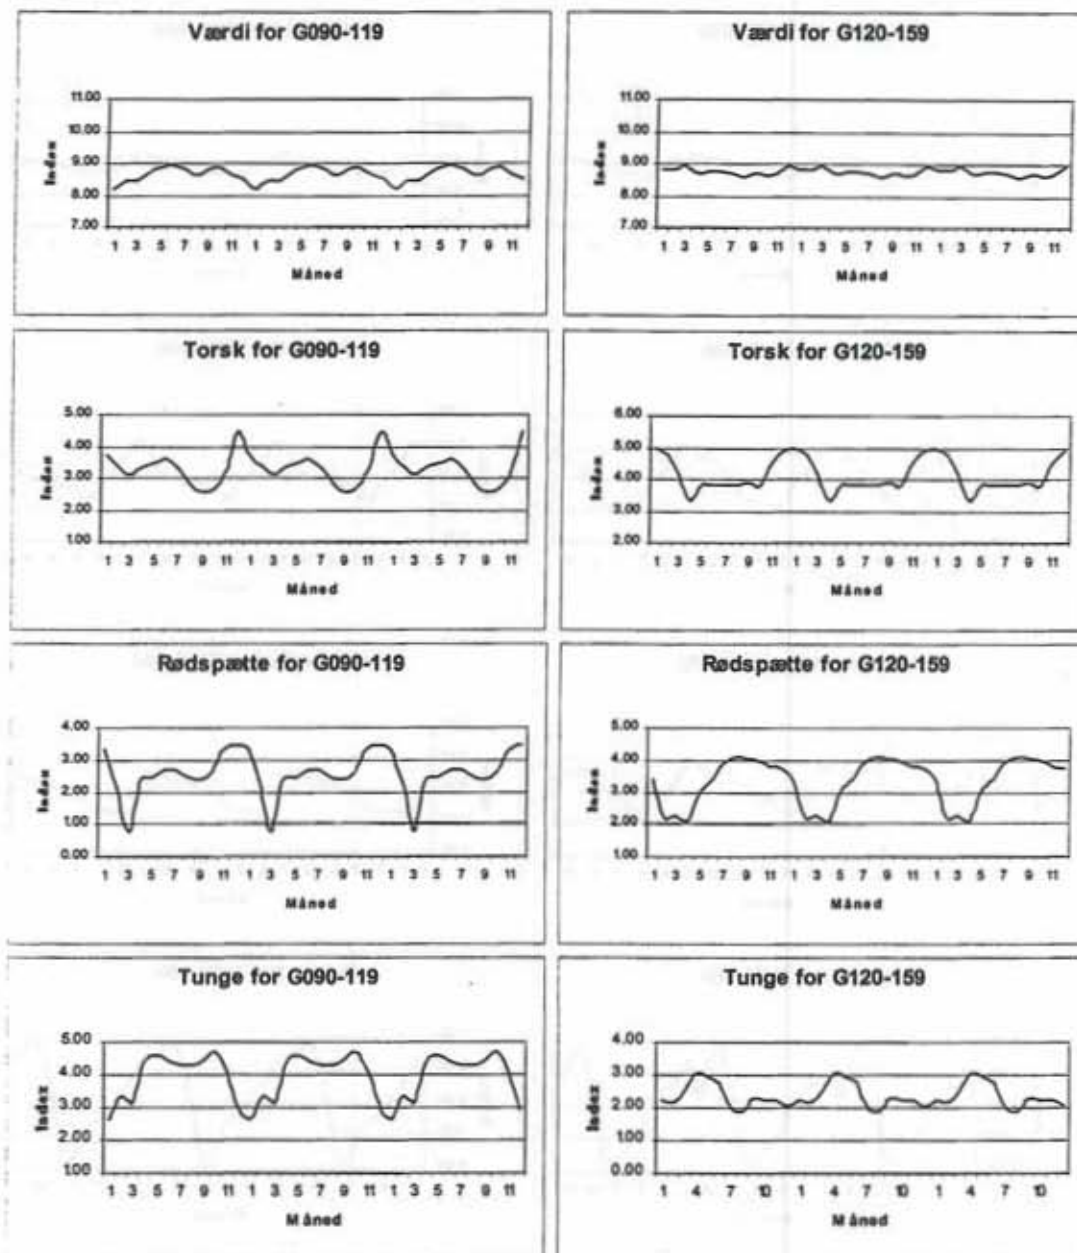 Værdi for G090-119
11.00
10.00
9.00
8.00
7.00
Index
1 3 5 7 9 11 1 3 5 7 9 11 1 3 5 7 9 11
Måned
Værdi for G120-159
11.00
10.00
9.00
8.00
7.00
Index
1 3 5 7 9 11 1 3 5 7 9 11 1 3 5 7 9 11
Måned
Torsk for G090-119
5.00
4.00
3.00
2.00
1.00
Index
1 3 5 7 9 11 1 3 5 7 9 11 1 3 5 7 9 11
Måned
Torsk for G120-159
6.00
5.00
4.00
3.00
2.00
Index
1 3 5 7 9 11 1 3 5 7 9 11 1 3 5 7 9 11
Måned
Rødspætte for G090-119
4.00
3.00
2.00
1.00
0.00
Index
1 3 5 7 9 11 1 3 5 7 9 11 1 3 5 7 9 11
Måned
Rødspætte for G120-159
5.00
4.00
3.00
2.00
1.00
Index
1 3 5 7 9 11 1 3 5 7 9 11 1 3 5 7 9 11
Måned
Tunge for G090-119
5.00
4.00
3.00
2.00
1.00
Index
1 3 5 7 9 11 1 3 5 7 9 11 1 3 5 7 9 11
Måned
Tunge for G120-159
4.00
3.00
2.00
1.00
0.00
Index
1 4 7 10 1 4 7 10 1 4 7 10
Måned